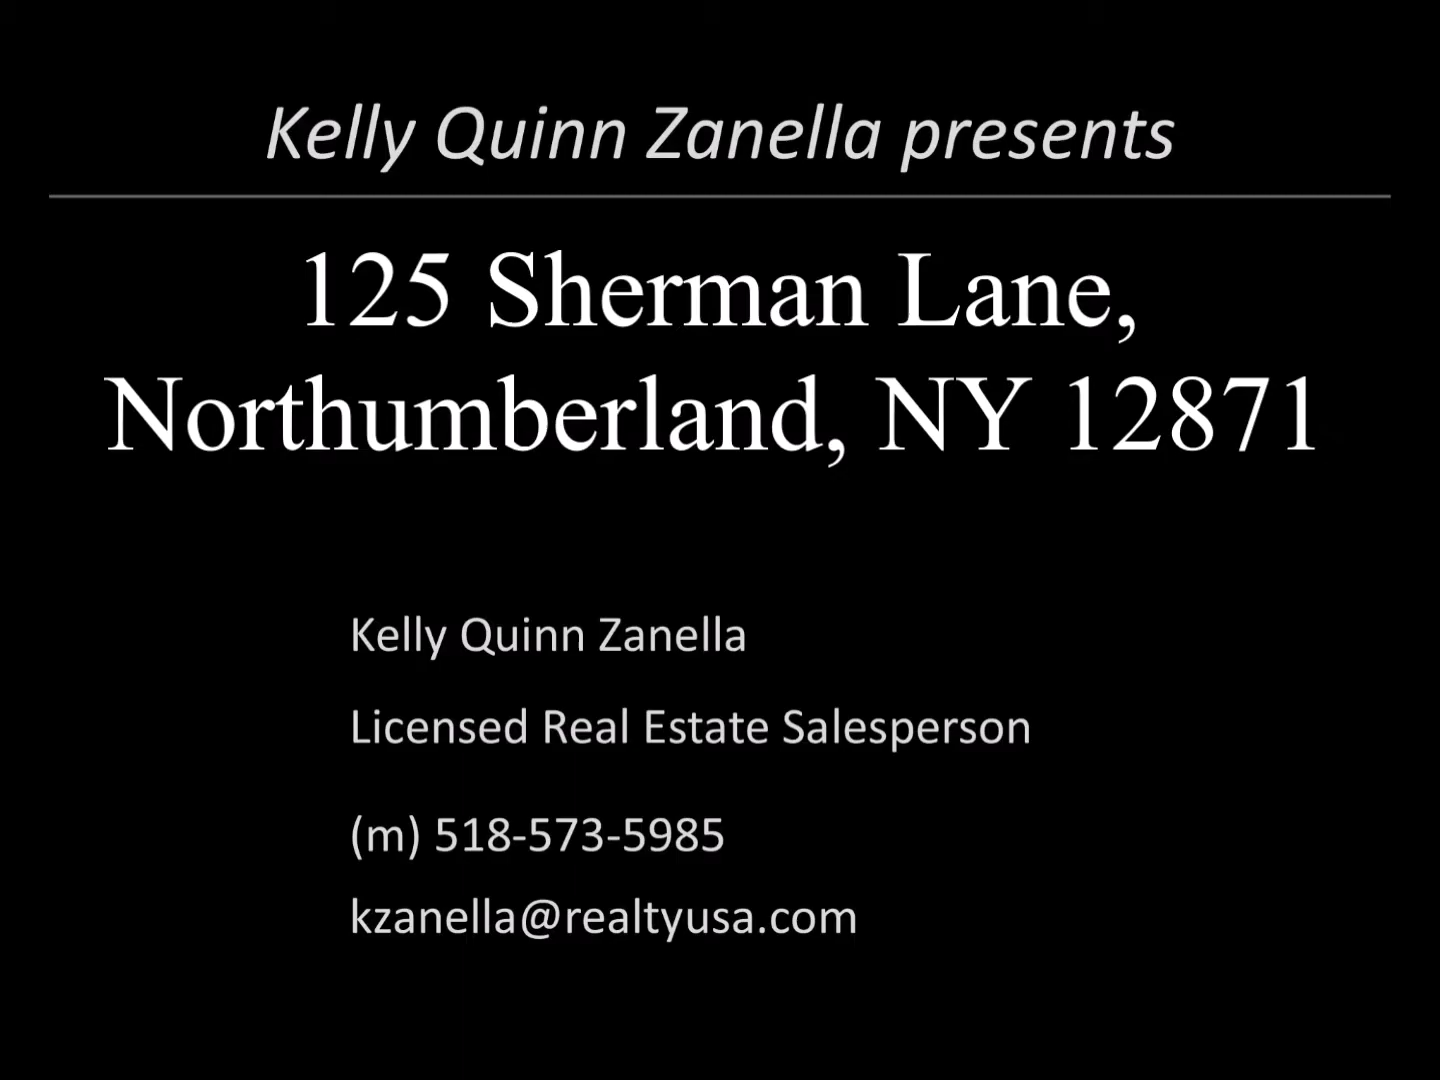 Kelly Quinn Zanella presents
125 Sherman Lane,
Northumberland, NY 12871
Kelly Quinn Zanella
Licensed Real Estate Salesperson
(m) 518-573-5985
kzanella@realtyusa.com